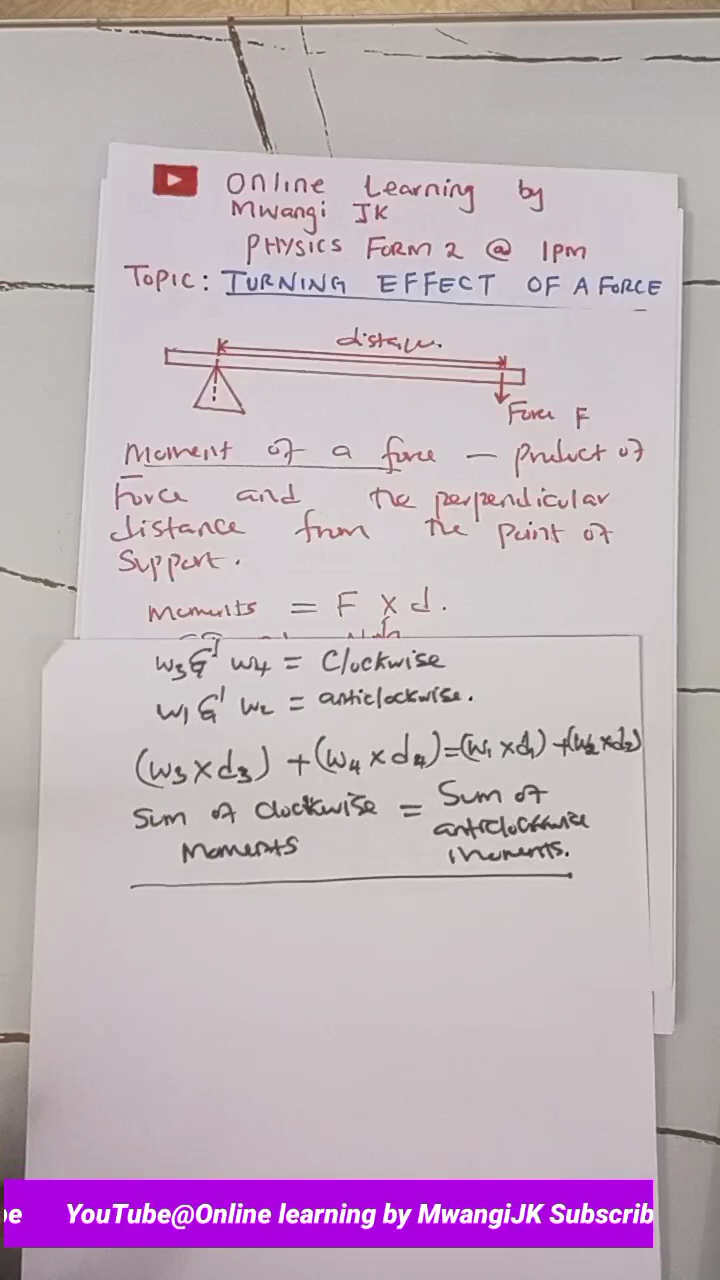 Online Learning by
Mwangi JK
PHYSICS FORM 2 @ 1pm
TOPIC: TURNING EFFECT OF A FORCE
distance.
Force F
Moment of a force – product of
Force and the perpendicular
distance from the point of
Support.
Moments = F x d.
W3 & W4 = Clockwise
W1 & W2 = anticlockwise.
(W3 x d3) + (W4 x d4) = (W1 x d1) + (W2 x d2)
Sum of Clockwise = Sum of
Moments anticlockwise
moments.
YouTube@Online learning by MwangiJK Subscrib